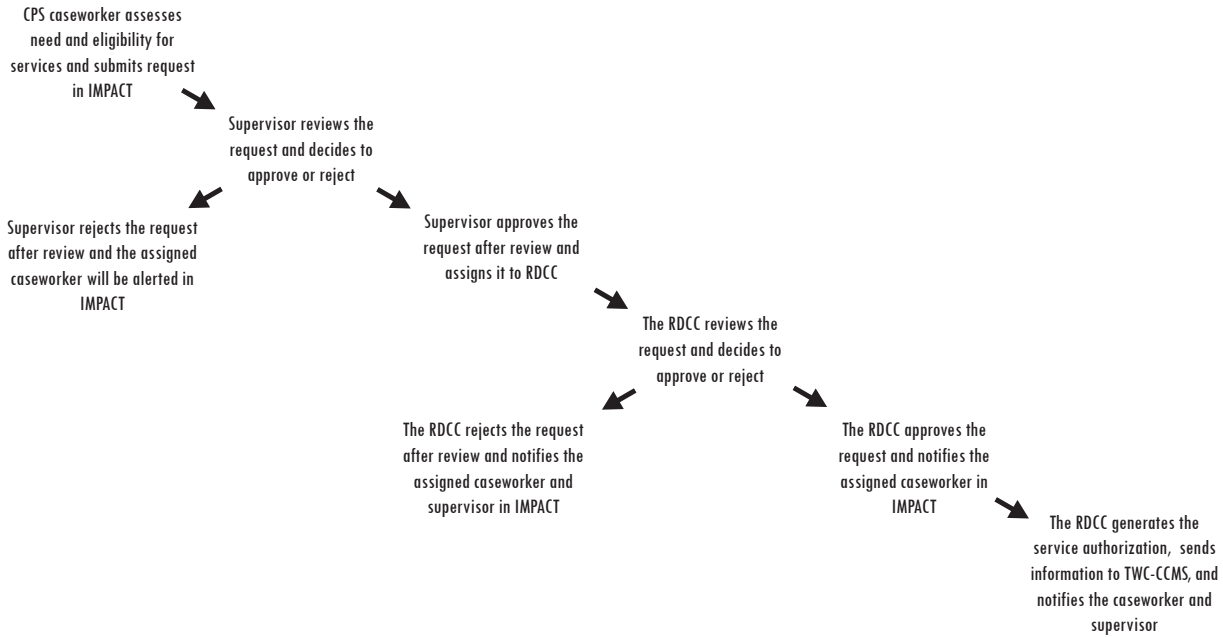 CPS caseworker assesses
need and eligibility for
services and submits request
in IMPACT
Supervisor reviews the
request and decides to
approve or reject
Supervisor rejects the request
after review and the assigned
caseworker will be alerted in
IMPACT
Supervisor approves the
request after review and
assigns it to RDCC
The RDCC reviews the
request and decides to
approve or reject
The RDCC rejects the request
after review and notifies the
assigned caseworker and
supervisor in IMPACT
The RDCC approves the
request and notifies the
assigned caseworker in
IMPACT
The RDCC generates the
service authorization, sends
information to TWC-CCMS, and
notifies the caseworker and
supervisor